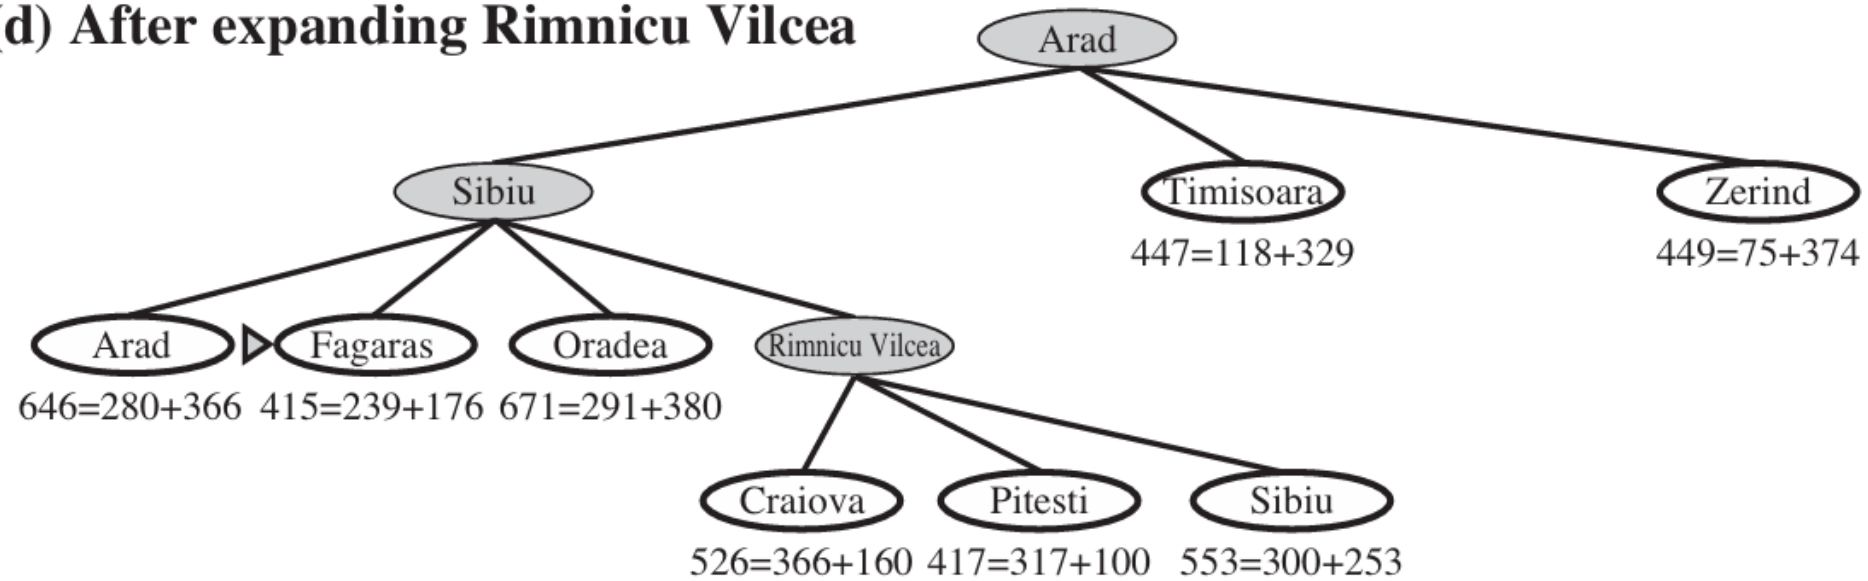 (d) After expanding Rimnicu Vilcea
Arad
Sibiu
Timisoara
Zerind
447=118+329
449=75+374
Arad
Fagaras
Oradea
Rimnicu Vilcea
646=280+366
415=239+176
671=291+380
Craiova
Pitesti
Sibiu
526=366+160
417=317+100
553=300+253